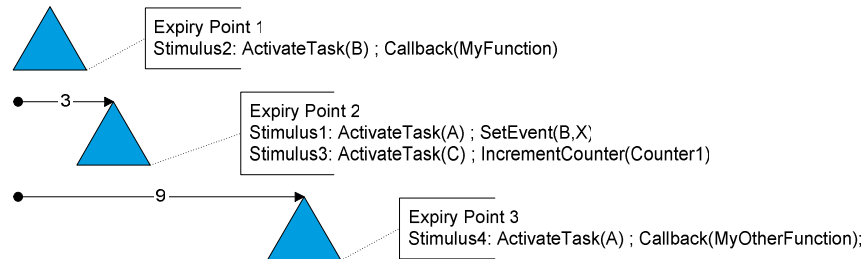 Expiry Point 1
Stimulus2: ActivateTask(B) ; Callback(MyFunction)
3
Expiry Point 2
Stimulus1: ActivateTask(A) ; SetEvent(B,X)
Stimulus3: ActivateTask(C) ; IncrementCounter(Counter1)
9
Expiry Point 3
Stimulus4: ActivateTask(A) ; Callback(MyOtherFunction);